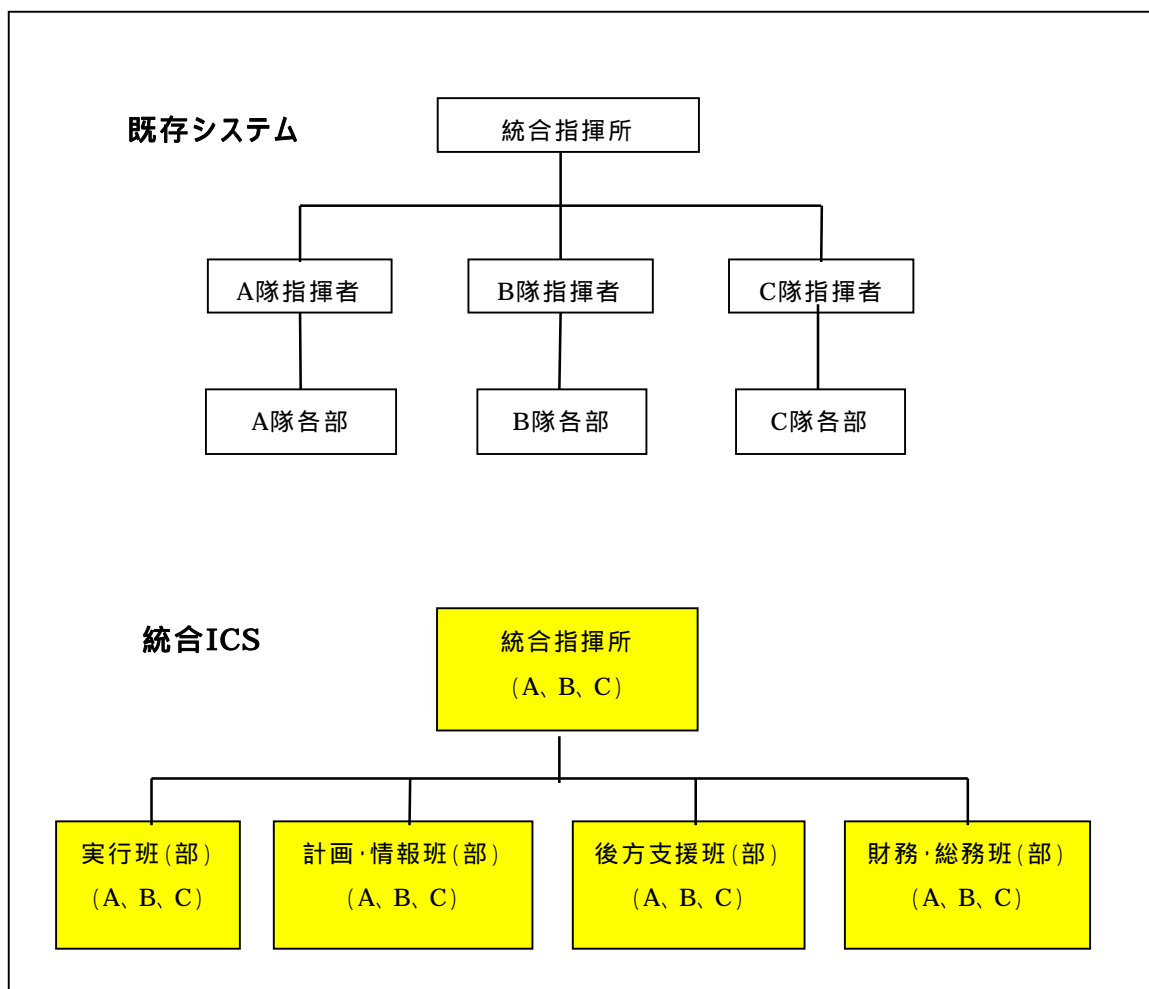 既存システム
統合指揮所
A隊指揮者
B隊指揮者
C隊指揮者
A隊各部
B隊各部
C隊各部
統合ICS
統合指揮所
(A、B、C)
実行班(部)
(A、B、C)
計画･情報班(部)
(A、B、C)
後方支援班(部)
(A、B、C)
財務･総務班(部)
(A、B、C)